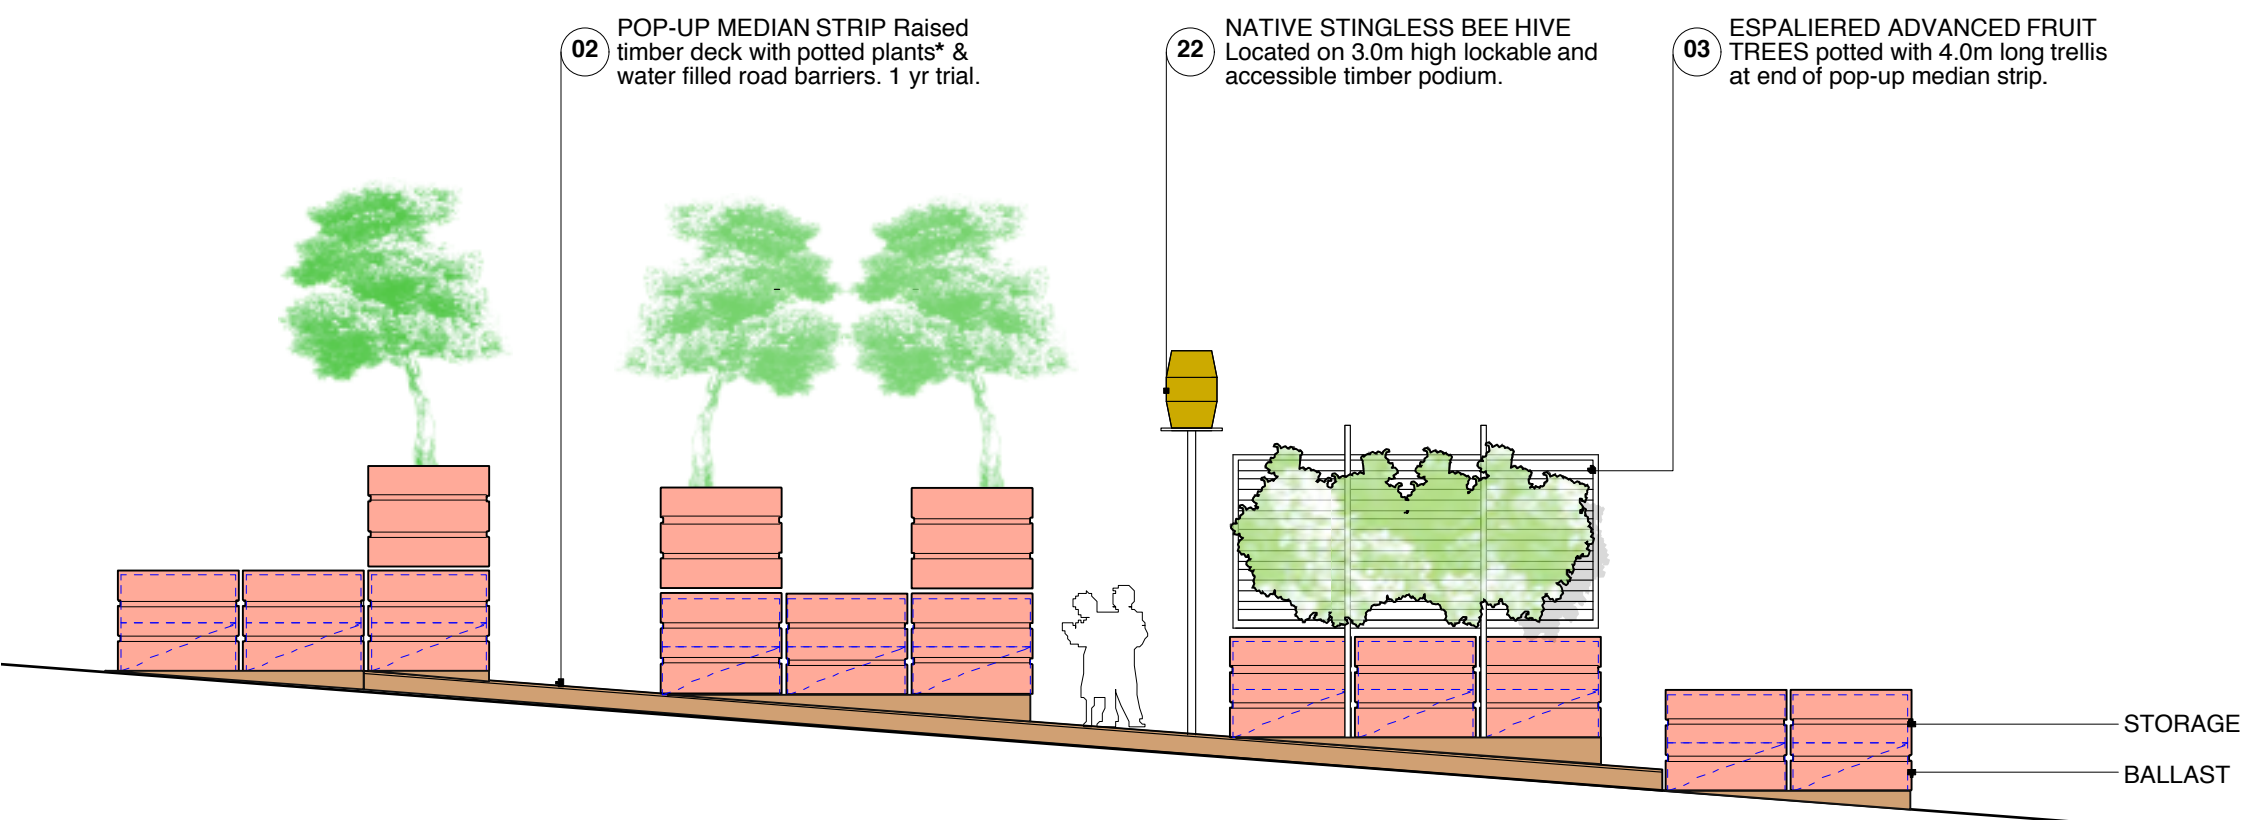 02
POP-UP MEDIAN STRIP Raised
timber deck with potted plants* &
water filled road barriers. 1 yr trial.
22
NATIVE STINGLESS BEE HIVE
Located on 3.0m high lockable and
accessible timber podium.
03
ESPALIERED ADVANCED FRUIT
TREES potted with 4.0m long trellis
at end of pop-up median strip.
STORAGE
BALLAST